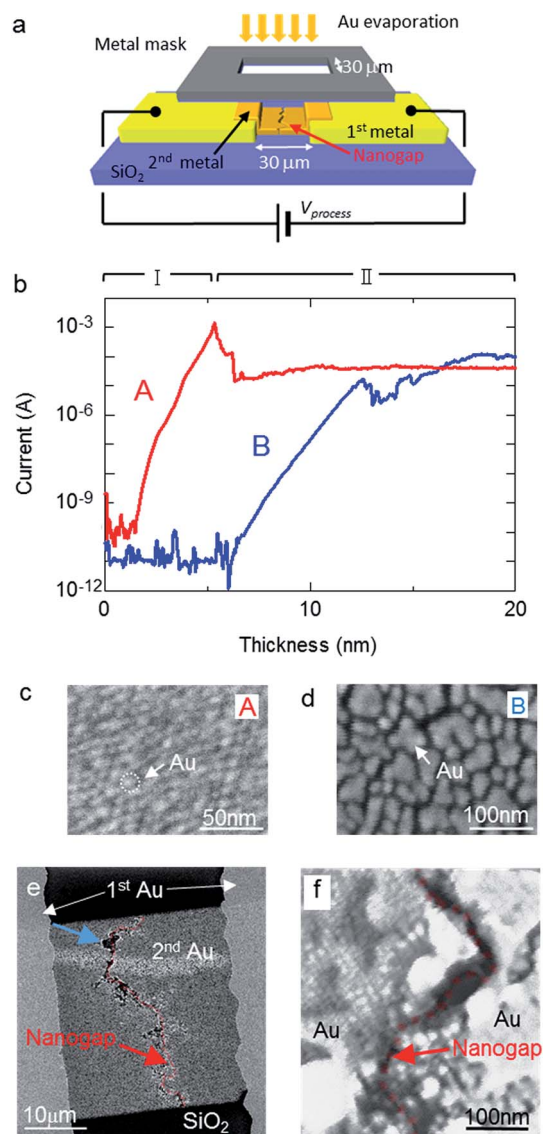 a
Au evaporation
Metal mask
30 μm
1st metal
2nd metal
Nanogap
SiO2
30 μm
Vprocess
I
II
b
10-3
10-6
10-9
10-12
A
B
Current (A)
0
10
20
Thickness (nm)
c
A
Au
50nm
d
B
Au
100nm
e
1st Au
2nd Au
Nanogap
10μm
SiO2
f
Au
Au
Nanogap
100nm